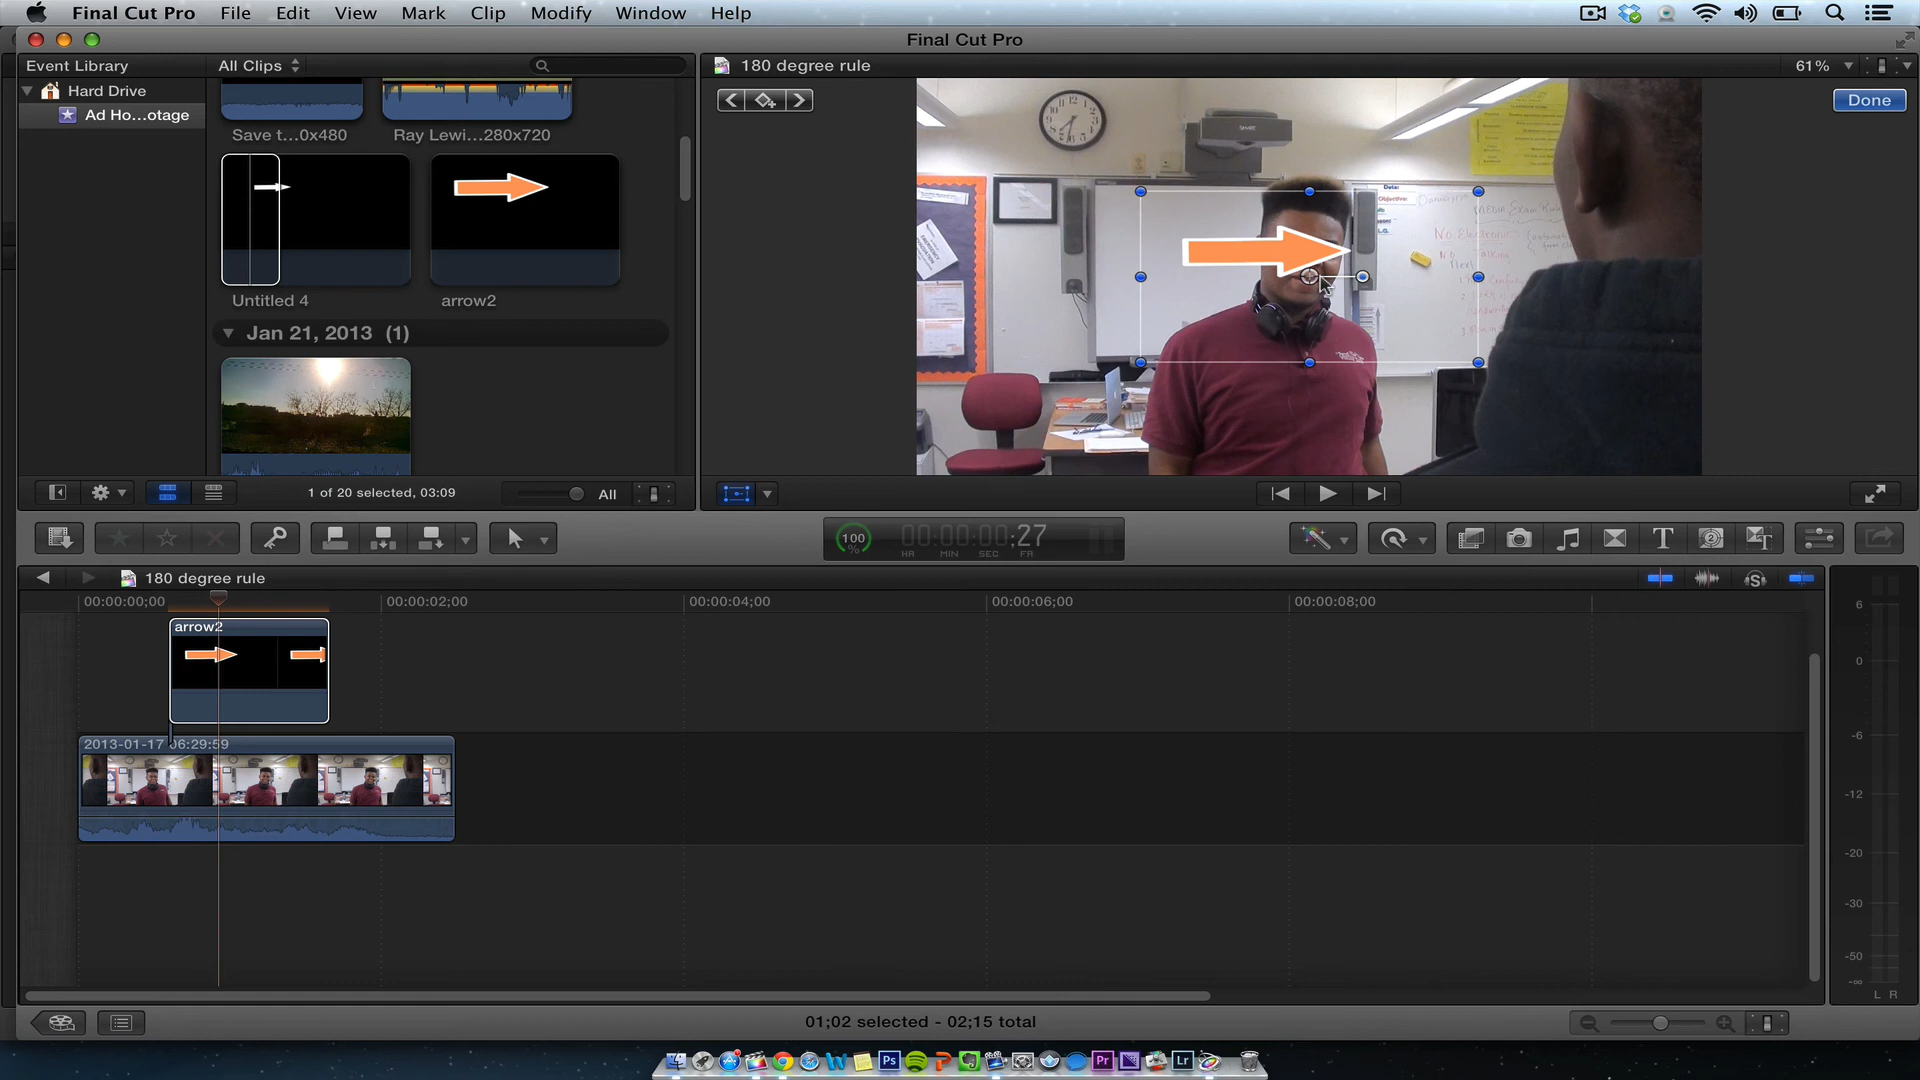 Final Cut Pro File Edit View Mark Clip Modify Window Help
Final Cut Pro
Event Library
All Clips
180 degree rule
61%
Hard Drive
Ad Ho...otage
Done
Save t...0x480
Ray Lewi...280x720
SMART
Untitled 4
arrow2
Jan 21, 2013 (1)
1 of 20 selected, 03:09
All
100
%
00:00:00;27
HR MIN SEC FR
180 degree rule
00:00:00;00
00:00:02;00
00:00:04;00
00:00:06;00
00:00:08;00
arrow2
2013-01-17 06:29:59
6
0
-6
-12
-20
-30
-50
-∞
L R
01;02 selected - 02;15 total
Ps
Pr
Lr